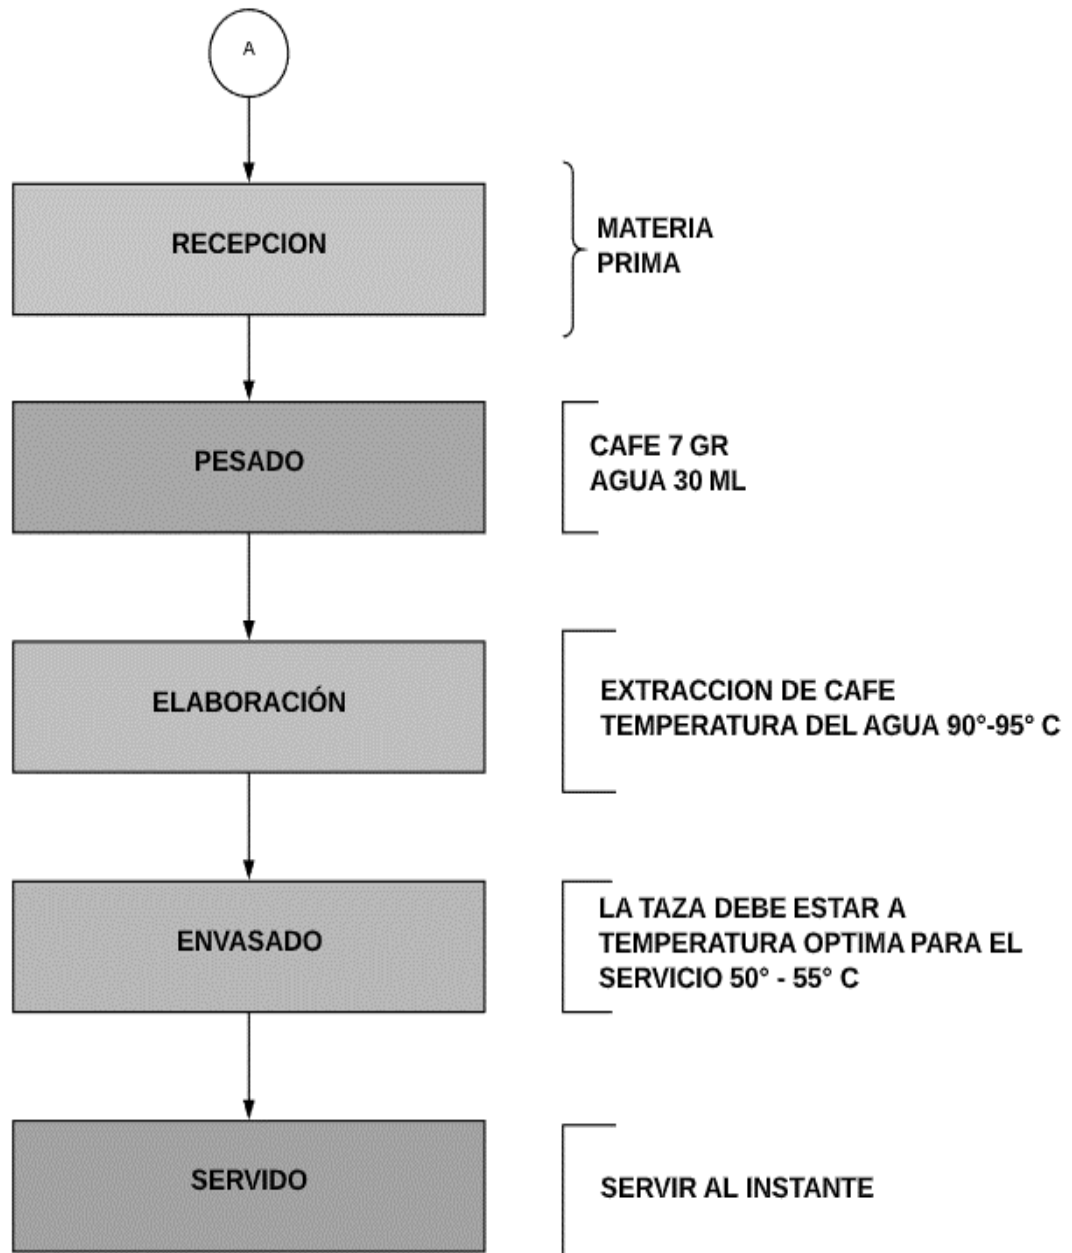 A
RECEPCION
MATERIA
PRIMA
PESADO
CAFE 7 GR
AGUA 30 ML
ELABORACIÓN
EXTRACCION DE CAFE
TEMPERATURA DEL AGUA 90°-95° C
ENVASADO
LA TAZA DEBE ESTAR A
TEMPERATURA OPTIMA PARA EL
SERVICIO 50° - 55° C
SERVIDO
SERVIR AL INSTANTE